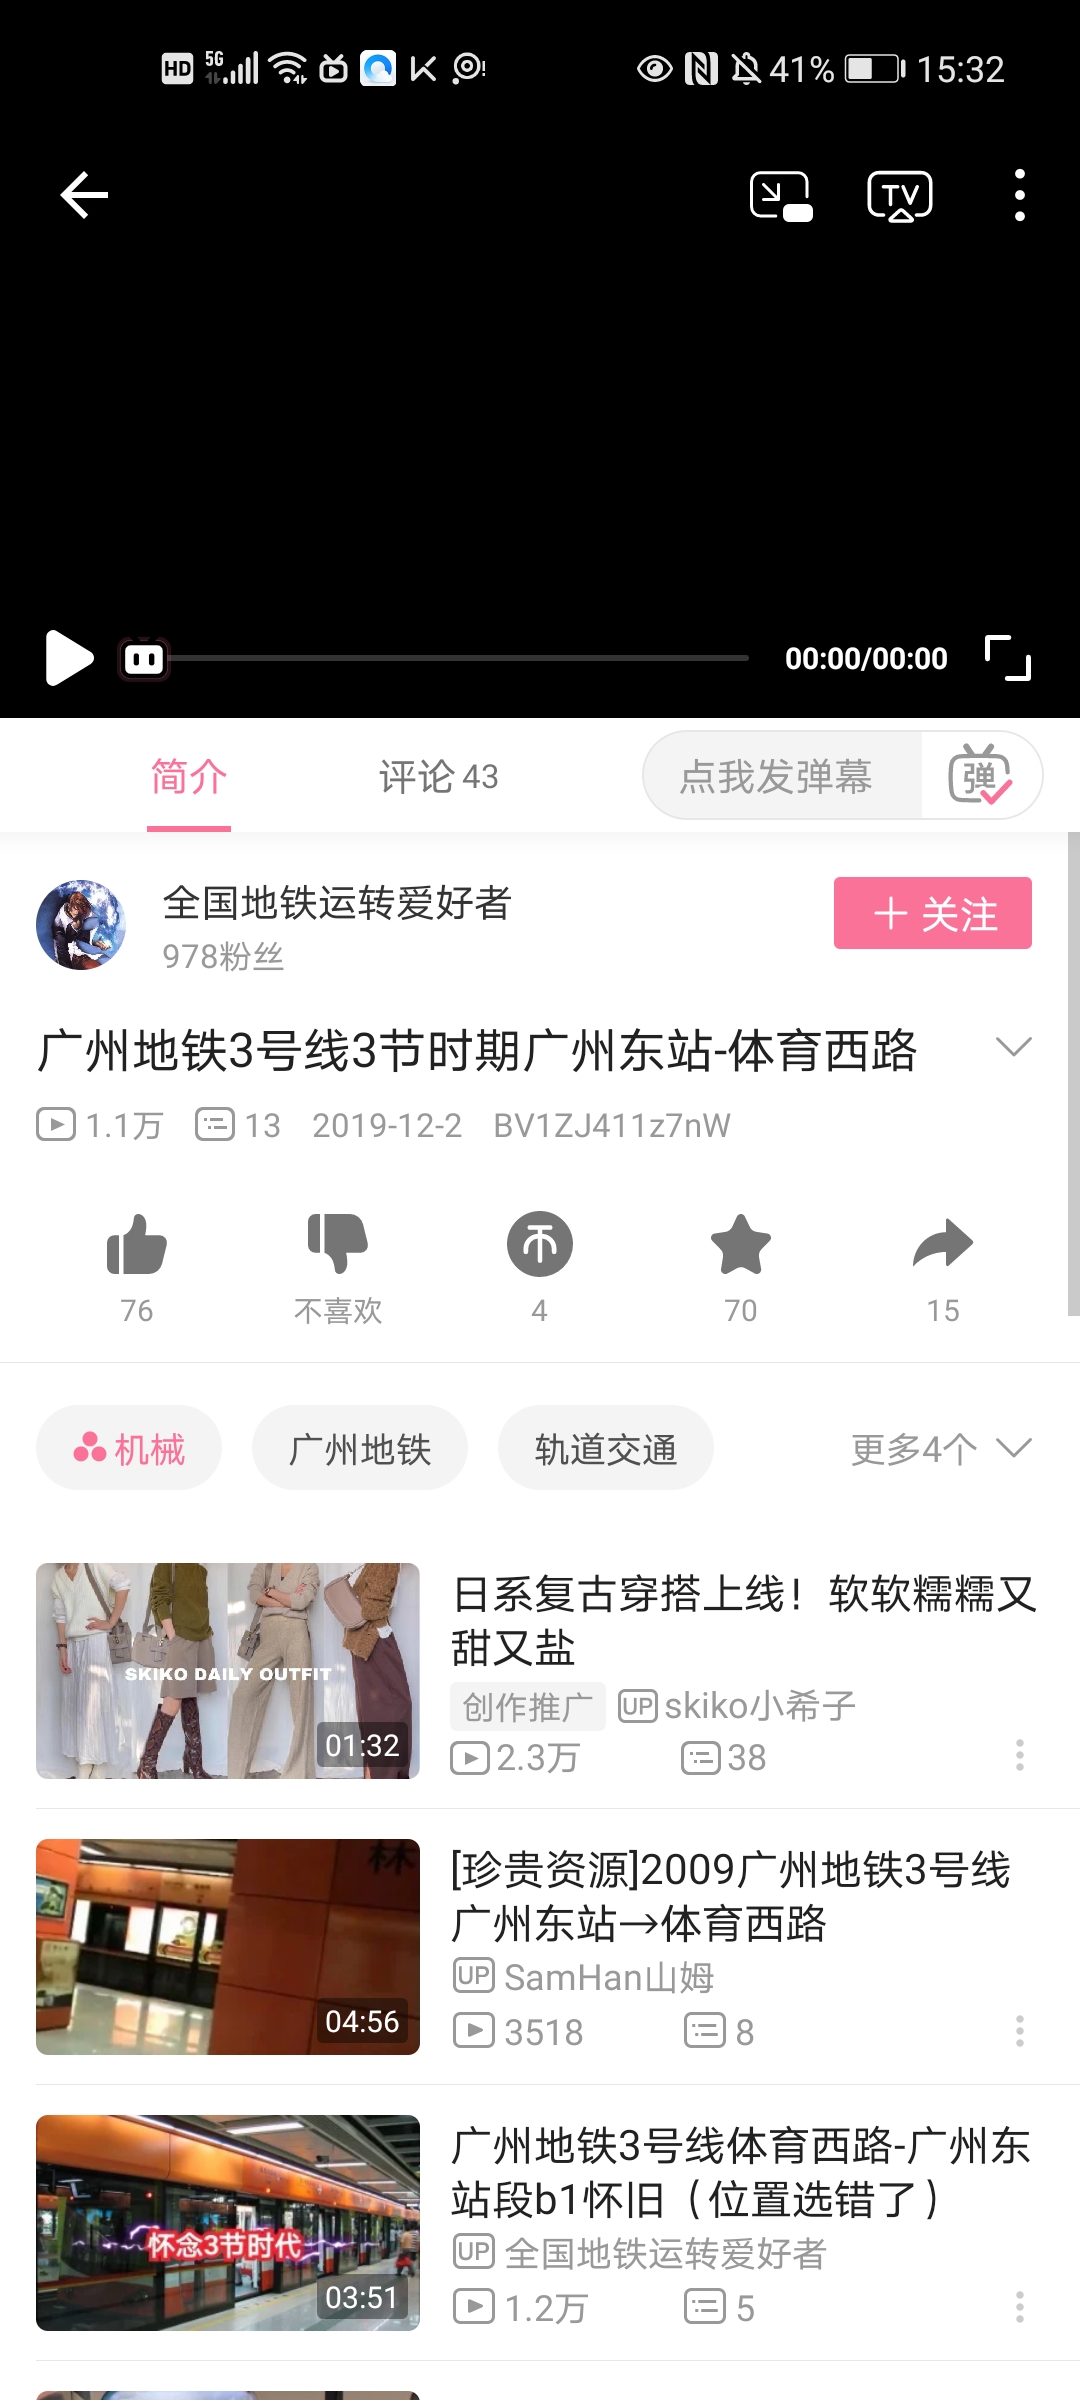 HD 5G 41% 15:32
TV
00:00/00:00
简介
评论 43
点我发弹幕
弹
全国地铁运转爱好者
978粉丝
关注
广州地铁3号线3节时期广州东站-体育西路
1.1万 13 2019-12-2 BV1ZJ411z7nW
76 不喜欢 4 70 15
机械 广州地铁 轨道交通 更多4个
SKIKO DAILY OUTFIT
01:32
日系复古穿搭上线！软软糯糯又
甜又盐
创作推广 UP skiko小希子
2.3万 38
林
04:56
[珍贵资源]2009广州地铁3号线
广州东站→体育西路
UP SamHan山姆
3518 8
怀念3节时代
03:51
广州地铁3号线体育西路-广州东
站段b1怀旧（位置选错了）
UP 全国地铁运转爱好者
1.2万 5